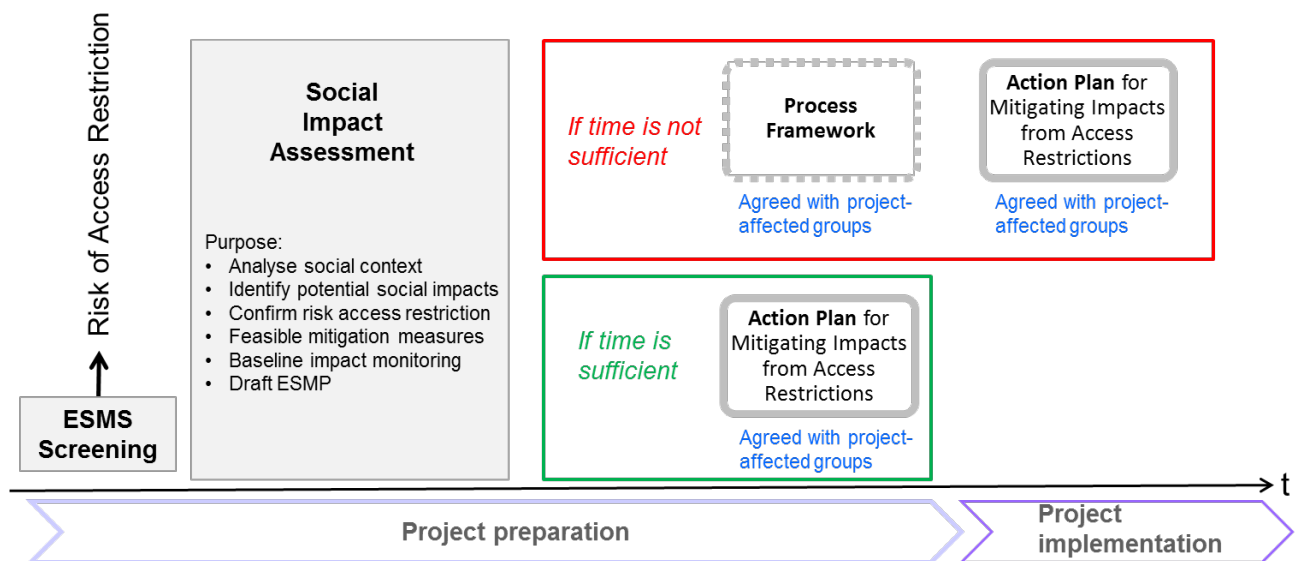 Risk of Access Restriction
ESMS
Screening
Social
Impact
Assessment
Purpose:
• Analyse social context
• Identify potential social impacts
• Confirm risk access restriction
• Feasible mitigation measures
• Baseline impact monitoring
• Draft ESMP
If time is not
sufficient
Process
Framework
Agreed with project-
affected groups
Action Plan for
Mitigating Impacts
from Access
Restrictions
Agreed with project-
affected groups
If time is
sufficient
Action Plan for
Mitigating Impacts
from Access
Restrictions
Agreed with project-
affected groups
t
Project preparation
Project
implementation